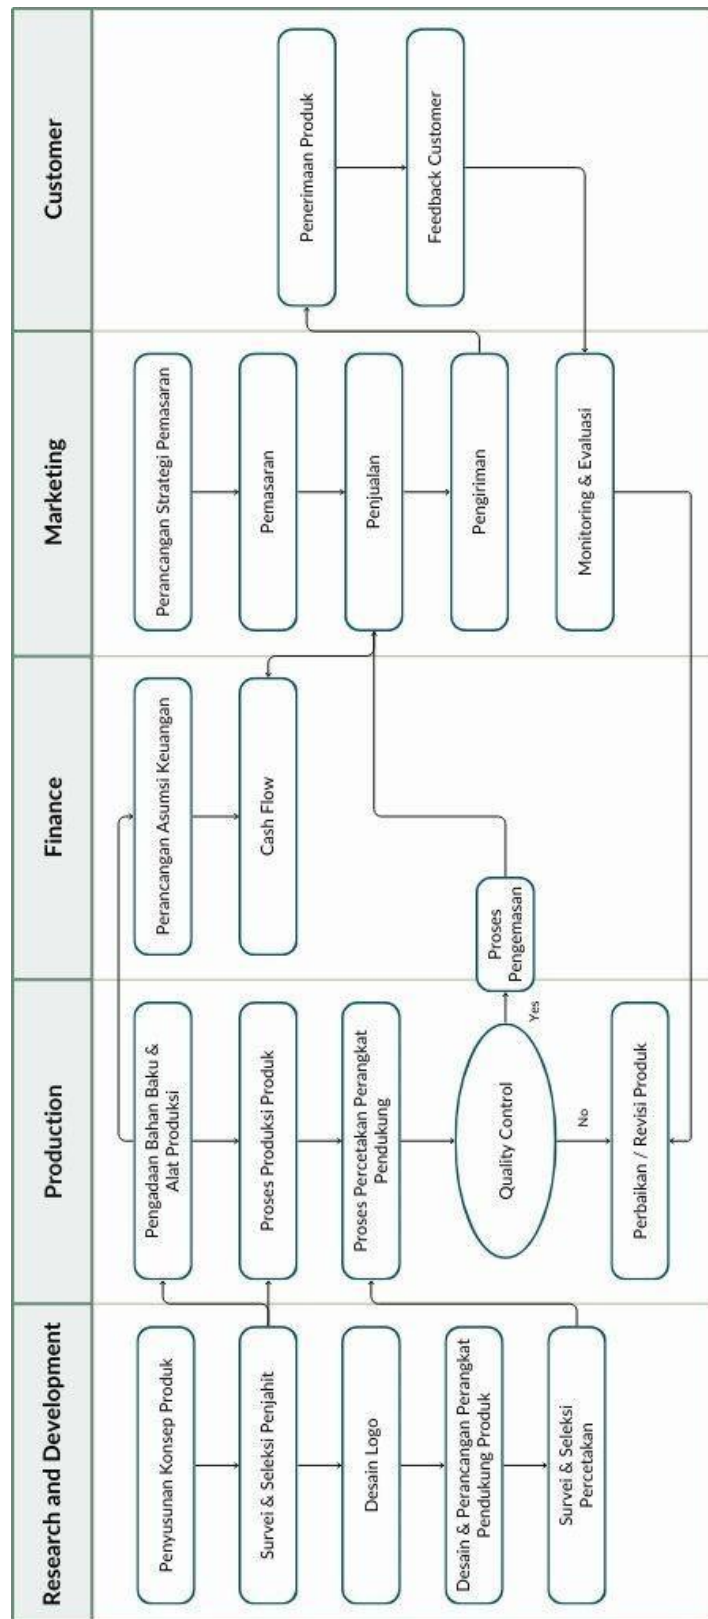 Research and Development
Penyusunan Konsep Produk
Survei & Seleksi Penjahit
Desain Logo
Desain & Perancangan Perangkat
Pendukung Produk
Survei & Seleksi
Percetakan
Production
Pengadaan Bahan Baku &
Alat Produksi
Proses Produksi Produk
Proses Percetakan Perangkat
Pendukung
Quality Control
Yes
No
Perbaikan / Revisi Produk
Finance
Perancangan Asumsi Keuangan
Cash Flow
Proses
Pengemasan
Marketing
Perancangan Strategi Pemasaran
Pemasaran
Penjualan
Pengiriman
Monitoring & Evaluasi
Customer
Penerimaan Produk
Feedback Customer